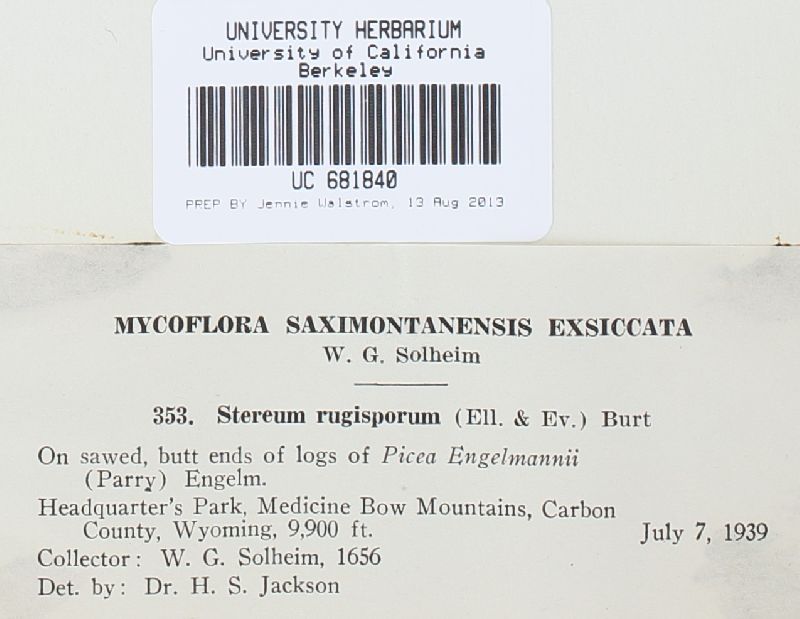 UNIVERSITY HERBARIUM
University of California
Berkeley
UC 681840
PREP BY Jennie Walstrom, 13 Aug 2013
MYCOFLORA SAXIMONTANENSIS EXSICCATA
W. G. Solheim
353. Stereum rugisporum (Ell. & Ev.) Burt
On sawed, butt ends of logs of Picea Engelmannii
(Parry) Engelm.
Headquarter's Park, Medicine Bow Mountains, Carbon
County, Wyoming, 9,900 ft. July 7, 1939
Collector: W. G. Solheim, 1656
Det. by: Dr. H. S. Jackson